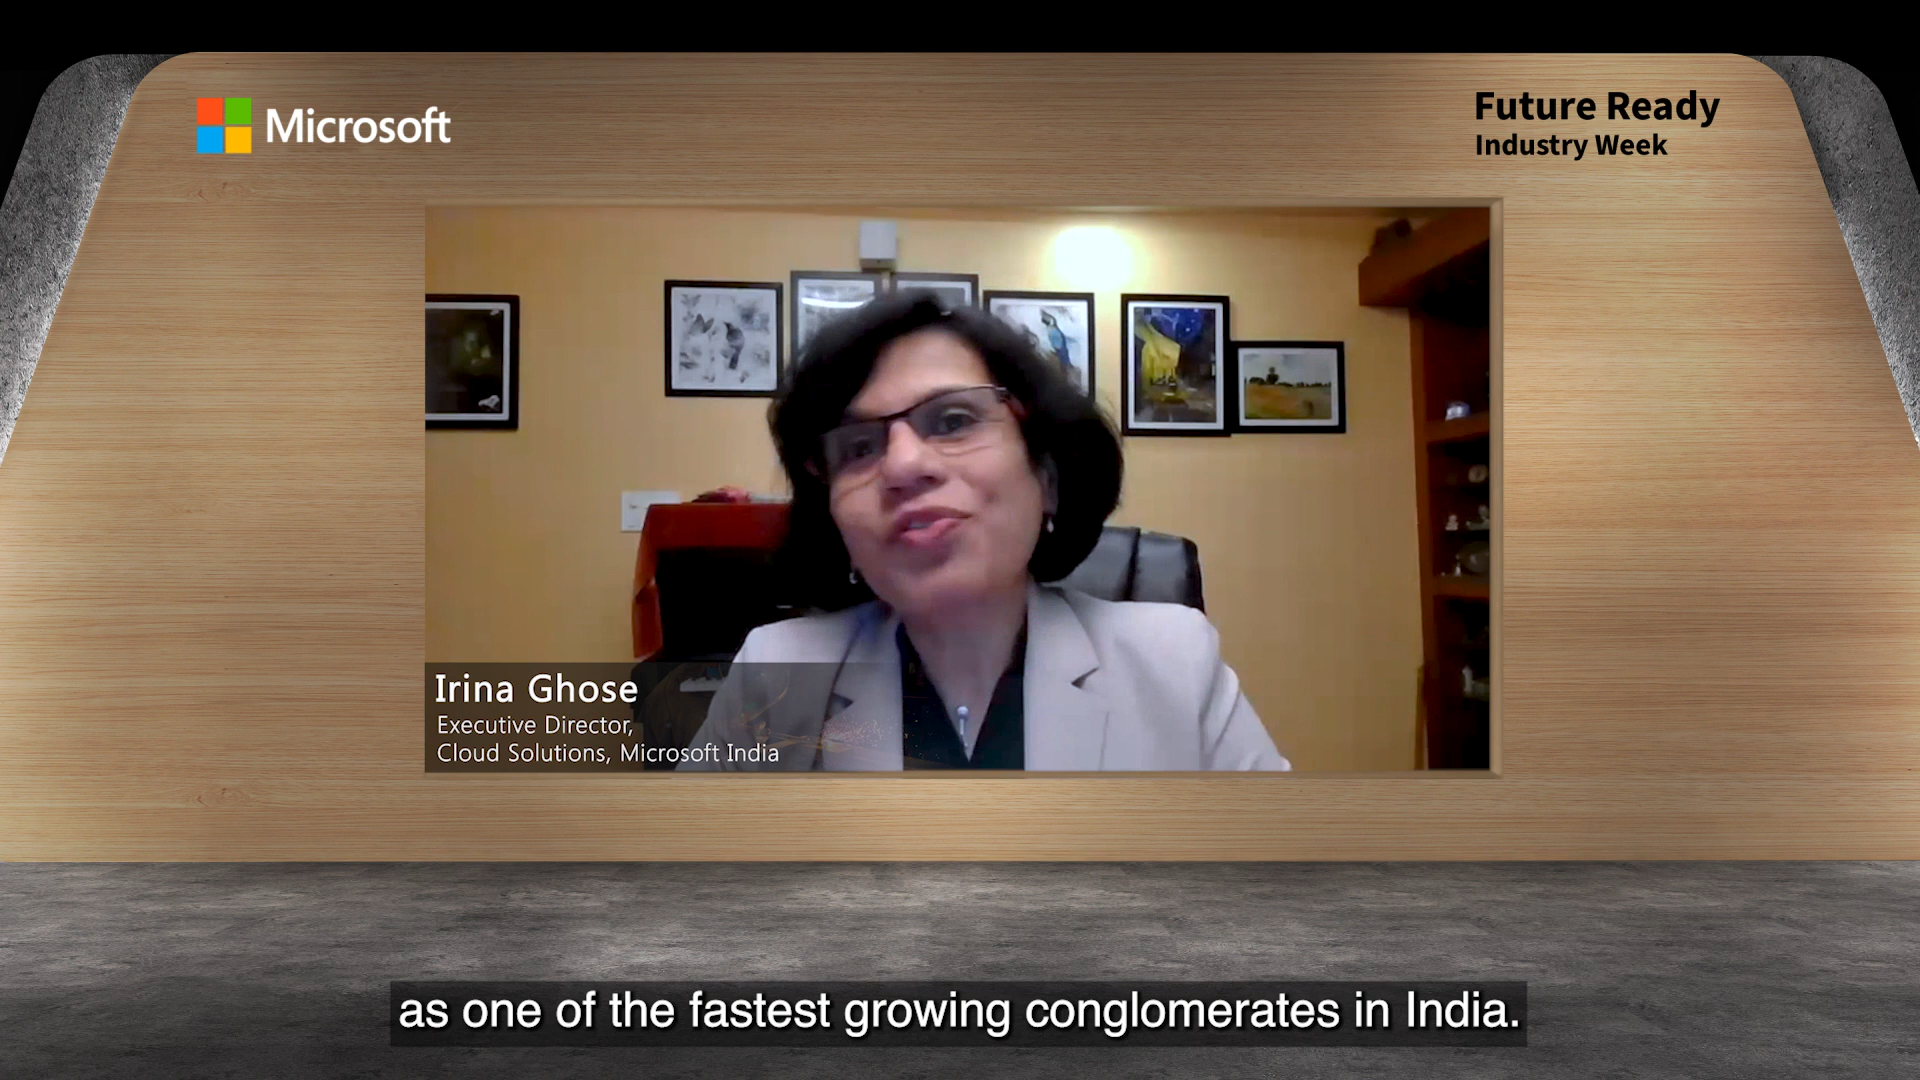 Microsoft
Future Ready
Industry Week
Irina Ghose
Executive Director,
Cloud Solutions, Microsoft India
as one of the fastest growing conglomerates in India.